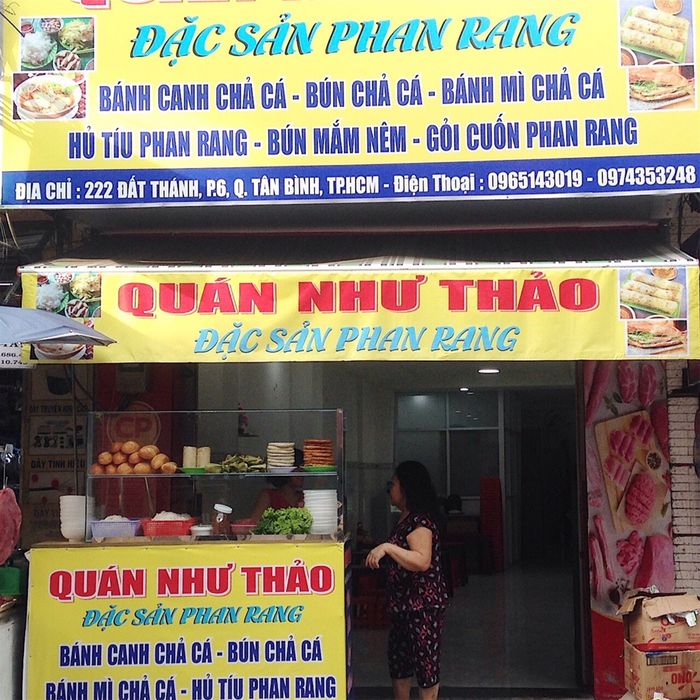 QUÁN NHƯ THẢO
ĐẶC SẢN PHAN RANG
BÁNH CANH CHẢ CÁ - BÚN CHẢ CÁ - BÁNH MÌ CHẢ CÁ
HỦ TÍU PHAN RANG - BÚN MẮM NÊM - GỎI CUỐN PHAN RANG
ĐỊA CHỈ : 222 ĐẤT THÁNH, P.6, Q. TÂN BÌNH, TP.HCM - Điện Thoại : 0965143019 - 0974353248
QUÁN NHƯ THẢO
ĐẶC SẢN PHAN RANG
CP
QUÁN NHƯ THẢO
ĐẶC SẢN PHAN RANG
BÁNH CANH CHẢ CÁ - BÚN CHẢ CÁ
BÁNH MÌ CHẢ CÁ - HỦ TÍU PHAN RANG